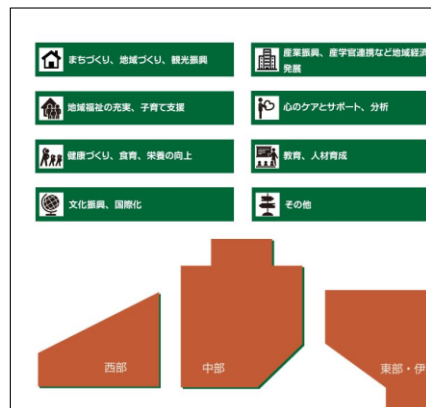 まちづくり、地域づくり、観光振興
産業振興、産学官連携など地域経済
発展
地域福祉の充実、子育て支援
心のケアとサポート、分析
健康づくり、食育、栄養の向上
教育、人材育成
文化振興、国際化
その他
西部
中部
東部・伊